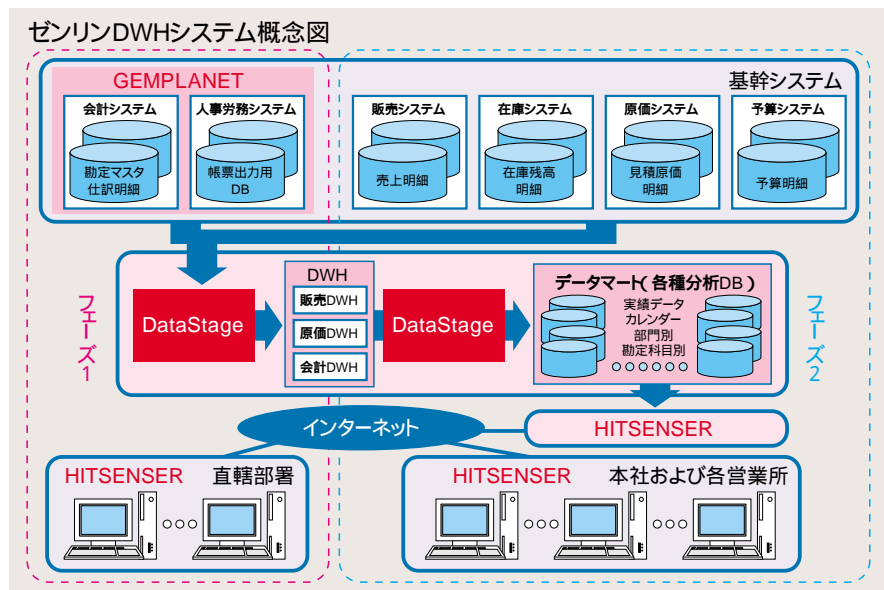 ゼンリンDWHシステム概念図
GEMPLANET
基幹システム
会計システム
勘定マスタ
仕訳明細
人事労務システム
帳票出力用
DB
販売システム
売上明細
在庫システム
在庫残高
明細
原価システム
見積原価
明細
予算システム
予算明細
フェーズ1
フェーズ2
DataStage
DWH
販売DWH
原価DWH
会計DWH
DataStage
データマート(各種分析DB)
実績データ
カレンダー
部門別
勘定科目別
インターネット
HITSENSER
HITSENSER 直轄部署
HITSENSER 本社および各営業所